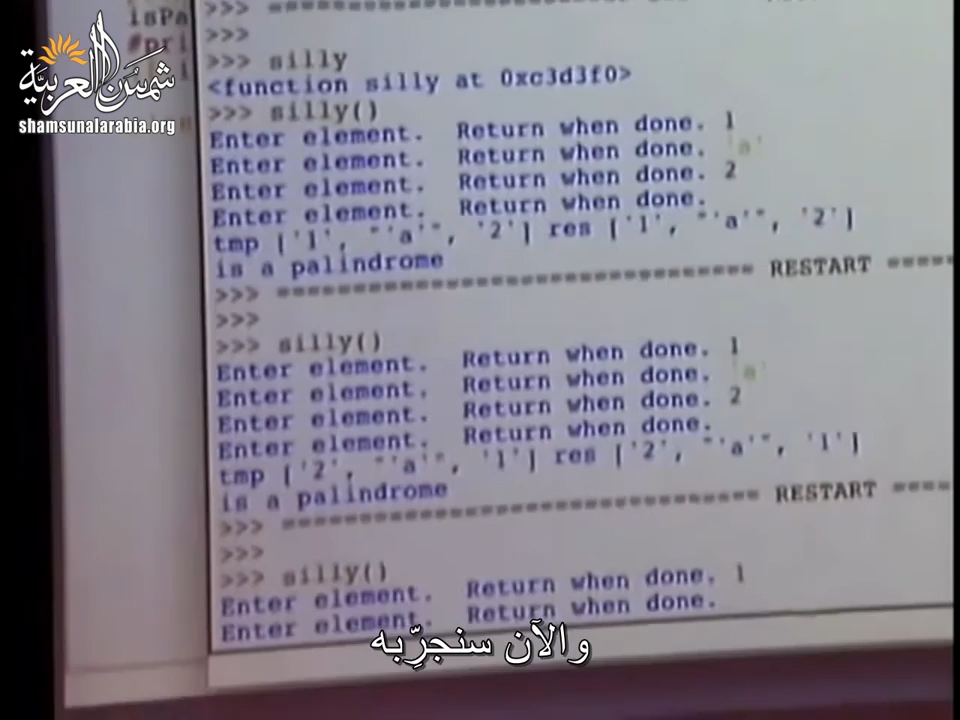 شمس العربية
shamsunalarabia.org
isPa
#pri
>>>
>>>
>>> silly
<function silly at 0xc3d3f0>
>>> silly()
Enter element.  Return when done. 1
Enter element.  Return when done. 'a'
Enter element.  Return when done. 2
Enter element.  Return when done.
tmp ['1', "'a'", '2'] res ['1', "'a'", '2']
is a palindrome
>>> ================================ RESTART =====
>>>
>>> silly()
Enter element.  Return when done. 1
Enter element.  Return when done. 'a'
Enter element.  Return when done. 2
Enter element.  Return when done.
tmp ['2', "'a'", '1'] res ['2', "'a'", '1']
is a palindrome
>>> ================================ RESTART =====
>>>
>>> silly()
Enter element.  Return when done. 1
Enter element.  Return when done.
والآن سنجرِّبه